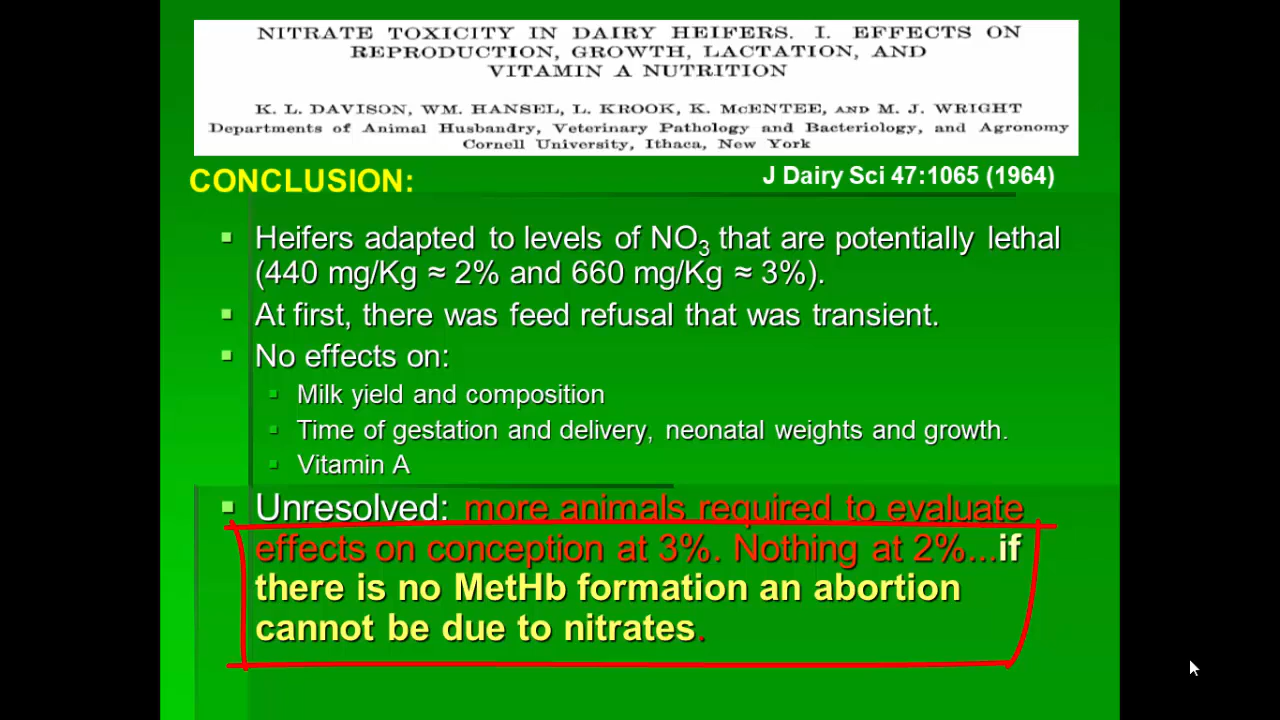 NITRATE TOXICITY IN DAIRY HEIFERS. I. EFFECTS ON
REPRODUCTION, GROWTH, LACTATION, AND
VITAMIN A NUTRITION
K. L. DAVISON, WM. HANSEL, L. KROOK, K. McENTEE, AND M. J. WRIGHT
Departments of Animal Husbandry, Veterinary Pathology and Bacteriology, and Agronomy
Cornell University, Ithaca, New York
CONCLUSION:
J Dairy Sci 47:1065 (1964)
Heifers adapted to levels of NO₃ that are potentially lethal
(440 mg/Kg ≈ 2% and 660 mg/Kg ≈ 3%).
At first, there was feed refusal that was transient.
No effects on:
Milk yield and composition
Time of gestation and delivery, neonatal weights and growth.
Vitamin A
Unresolved: more animals required to evaluate
effects on conception at 3%. Nothing at 2%...if
there is no MetHb formation an abortion
cannot be due to nitrates.